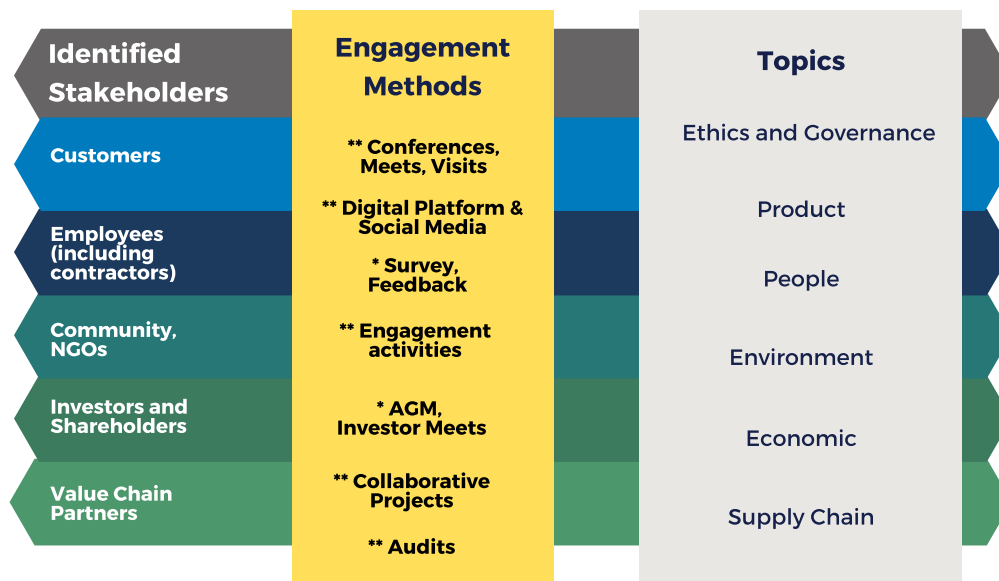 Identified
Stakeholders
Customers
Employees
(including
contractors)
Community,
NGOs
Investors and
Shareholders
Value Chain
Partners
Engagement
Methods
** Conferences,
Meets, Visits
** Digital Platform &
Social Media
* Survey,
Feedback
** Engagement
activities
* AGM,
Investor Meets
** Collaborative
Projects
** Audits
Topics
Ethics and Governance
Product
People
Environment
Economic
Supply Chain